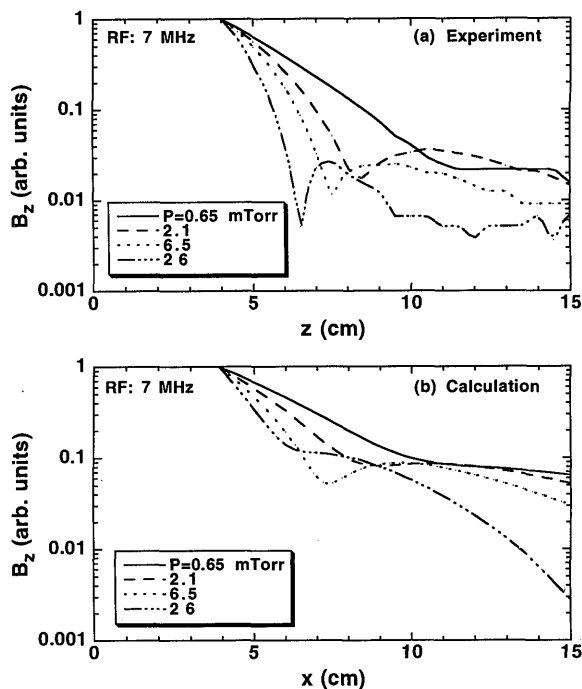 1
RF: 7 MHz
(a) Experiment
0.1
B_z (arb. units)
0.01
P=0.65 mTorr
2.1
6.5
2 6
0.001
0 5 10 15
z (cm)
1
RF: 7 MHz
(b) Calculation
0.1
B_z (arb. units)
0.01
P=0.65 mTorr
2.1
6.5
2 6
0.001
0 5 10 15
x (cm)